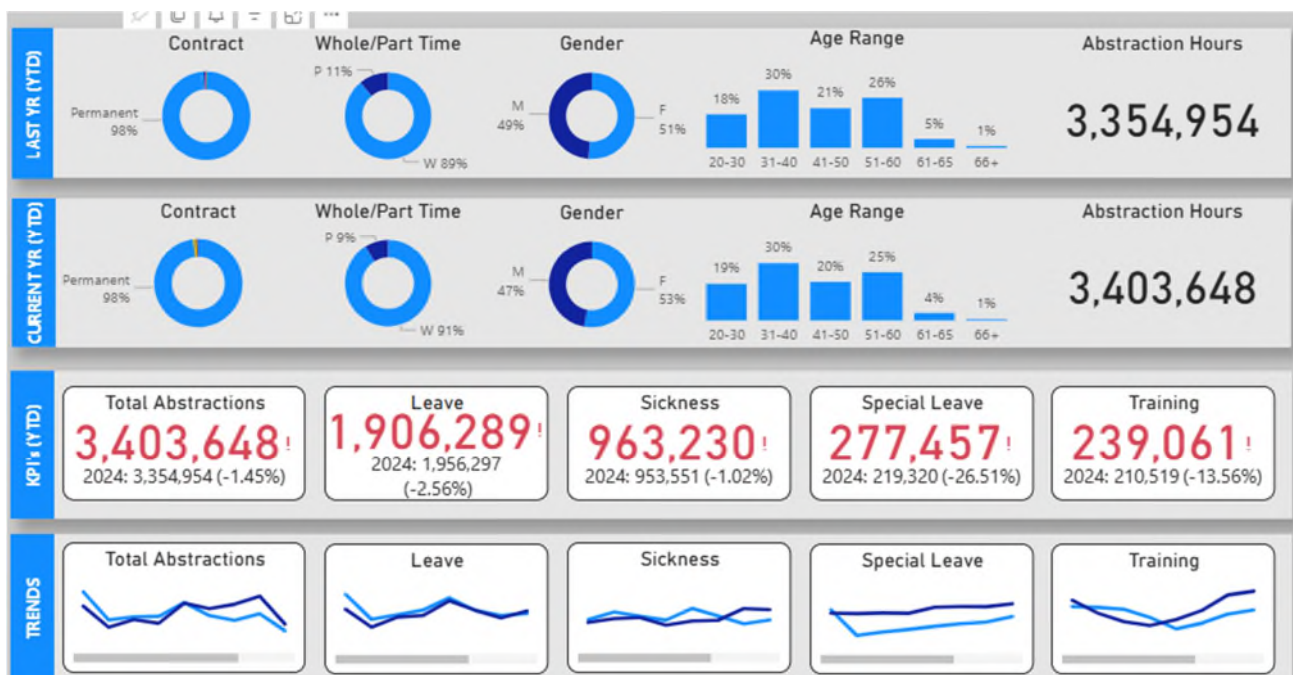 LAST YR (YTD)
Contract
Permanent
98%
Whole/Part Time
P 11%
W 89%
Gender
M
49%
F
51%
Age Range
18%
30%
21%
26%
5%
1%
20-30
31-40
41-50
51-60
61-65
66+
Abstraction Hours
3,354,954
CURRENT YR (YTD)
Contract
Permanent
98%
Whole/Part Time
P 9%
W 91%
Gender
M
47%
F
53%
Age Range
19%
30%
20%
25%
4%
1%
20-30
31-40
41-50
51-60
61-65
66+
Abstraction Hours
3,403,648
KPI's (YTD)
Total Abstractions
3,403,648!
2024: 3,354,954 (-1.45%)
Leave
1,906,289!
2024: 1,956,297
(-2.56%)
Sickness
963,230!
2024: 953,551 (-1.02%)
Special Leave
277,457!
2024: 219,320 (-26.51%)
Training
239,061!
2024: 210,519 (-13.56%)
TRENDS
Total Abstractions
Leave
Sickness
Special Leave
Training